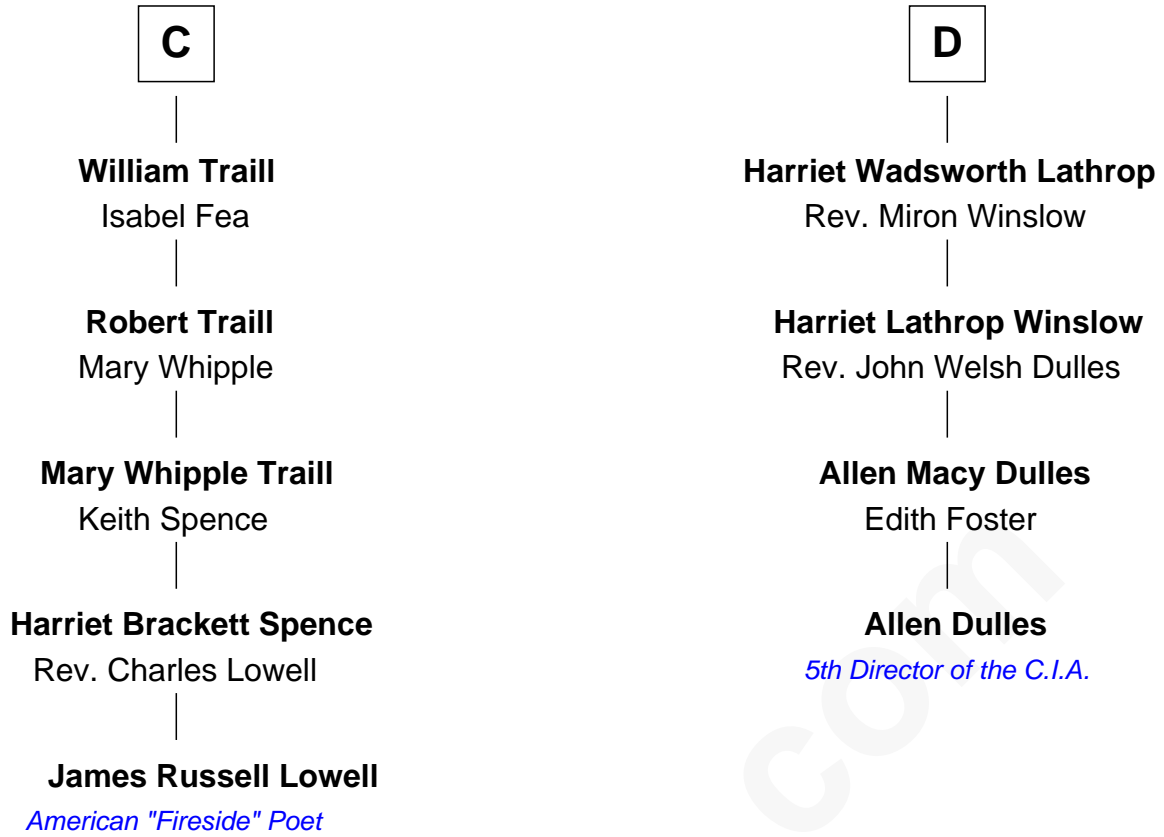 C
William Traill
Isabel Fea
Robert Traill
Mary Whipple
Mary Whipple Traill
Keith Spence
Harriet Brackett Spence
Rev. Charles Lowell
James Russell Lowell
American "Fireside" Poet
D
Harriet Wadsworth Lathrop
Rev. Miron Winslow
Harriet Lathrop Winslow
Rev. John Welsh Dulles
Allen Macy Dulles
Edith Foster
Allen Dulles
5th Director of the C.I.A.
com